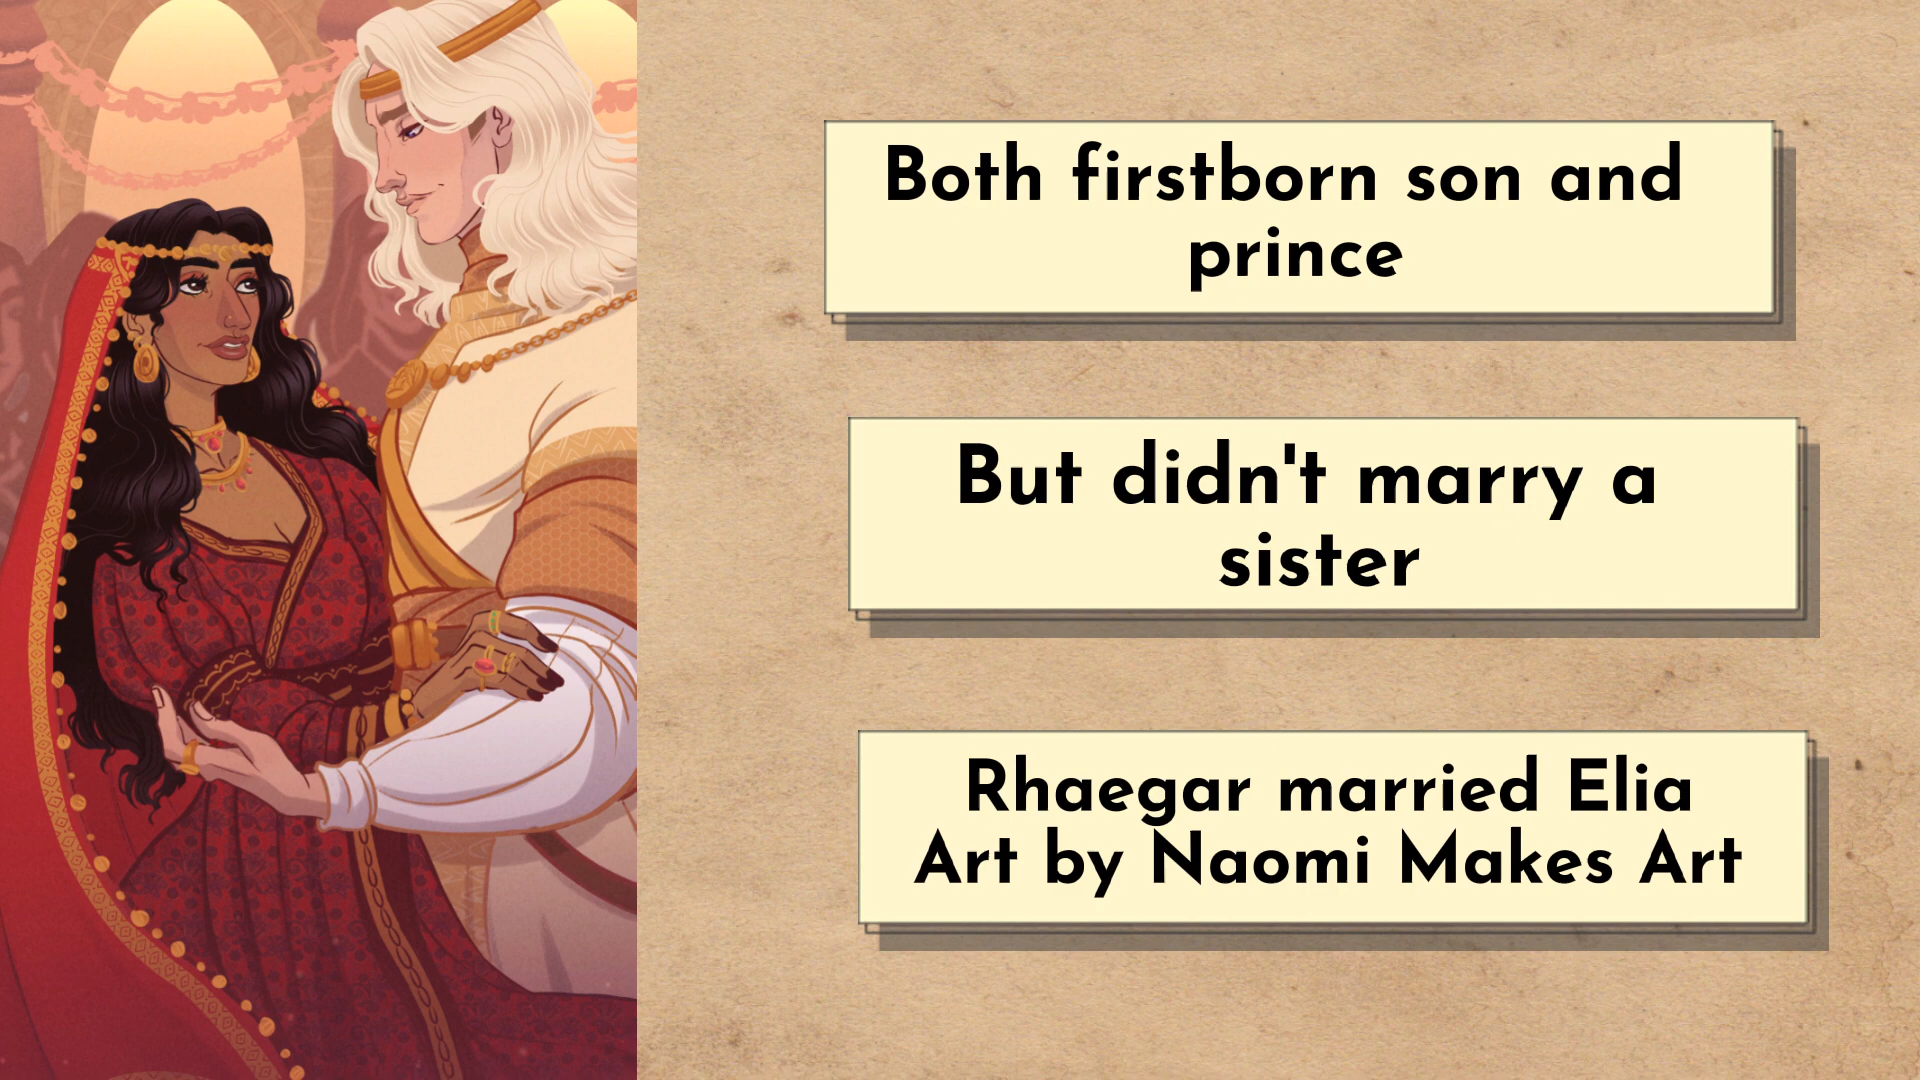 Both firstborn son and
prince
But didn't marry a
sister
Rhaegar married Elia
Art by Naomi Makes Art